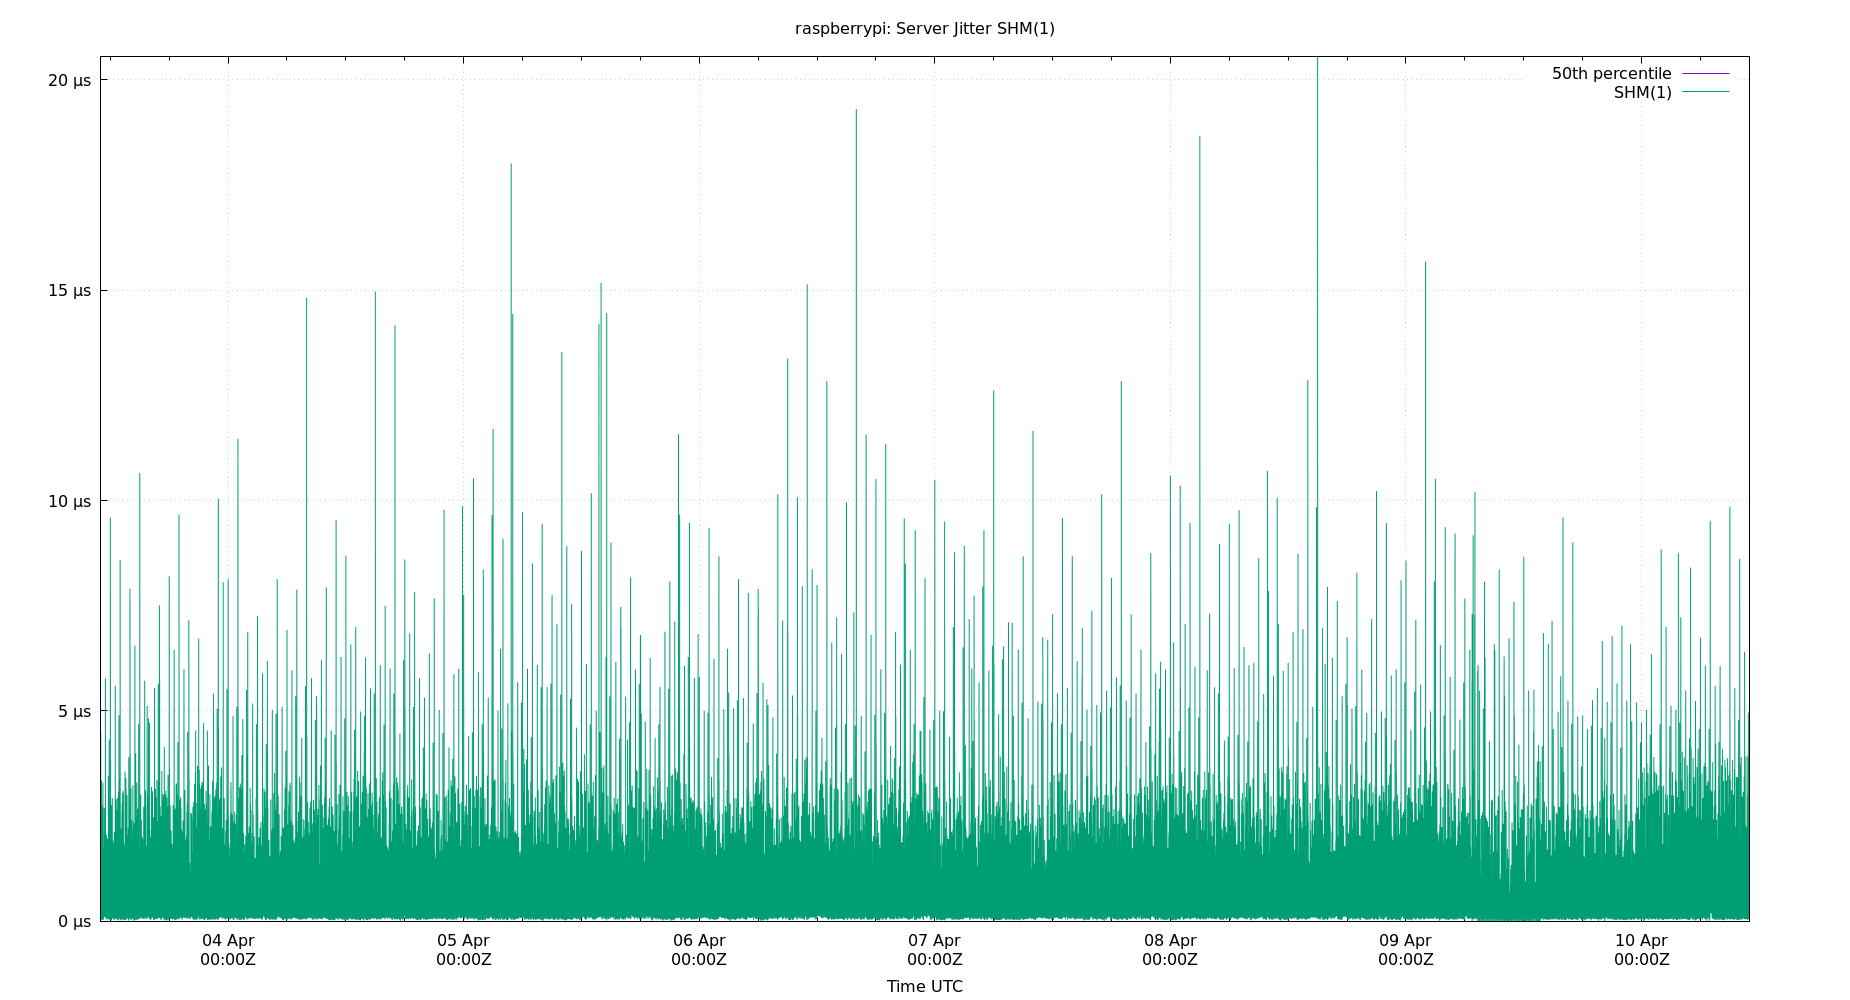 raspberrypi: Server Jitter SHM(1)
50th percentile
SHM(1)
20 µs
15 µs
10 µs
5 µs
0 µs
04 Apr 05 Apr 06 Apr 07 Apr 08 Apr 09 Apr 10 Apr
00:00Z 00:00Z 00:00Z 00:00Z 00:00Z 00:00Z 00:00Z
Time UTC